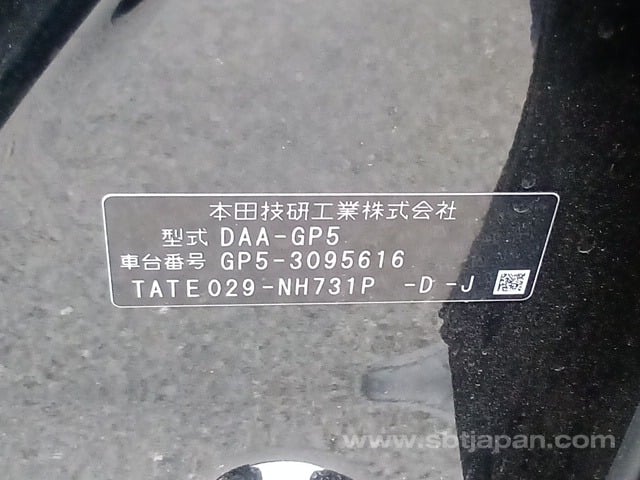 本田技研工業株式会社
型式 DAA-GP5
車台番号 GP5-3095616
TATE029-NH731P -D-J
www.sbtjapan.com